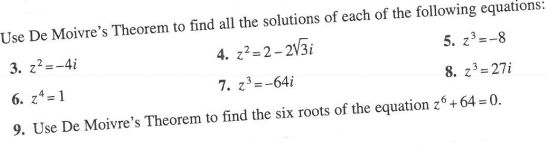 Use De Moivre's Theorem to find all the solutions of each of the following equations:
3. z² = –4i
4. z² = 2 – 2√3i
5. z³ = –8
6. z⁴ = 1
7. z³ = –64i
8. z³ = 27i
9. Use De Moivre's Theorem to find the six roots of the equation z⁶ + 64 = 0.